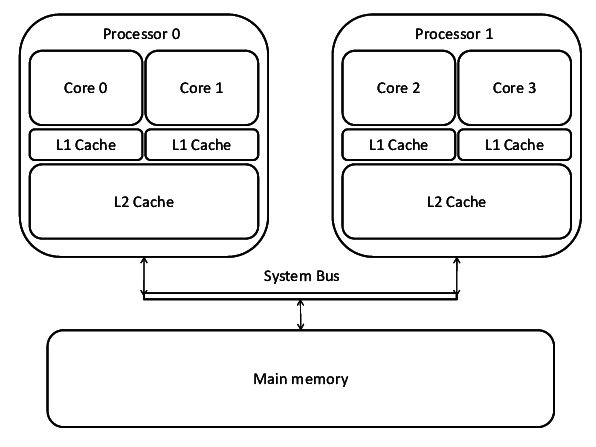 Processor 0
Core 0
Core 1
L1 Cache
L1 Cache
L2 Cache
Processor 1
Core 2
Core 3
L1 Cache
L1 Cache
L2 Cache
System Bus
Main memory